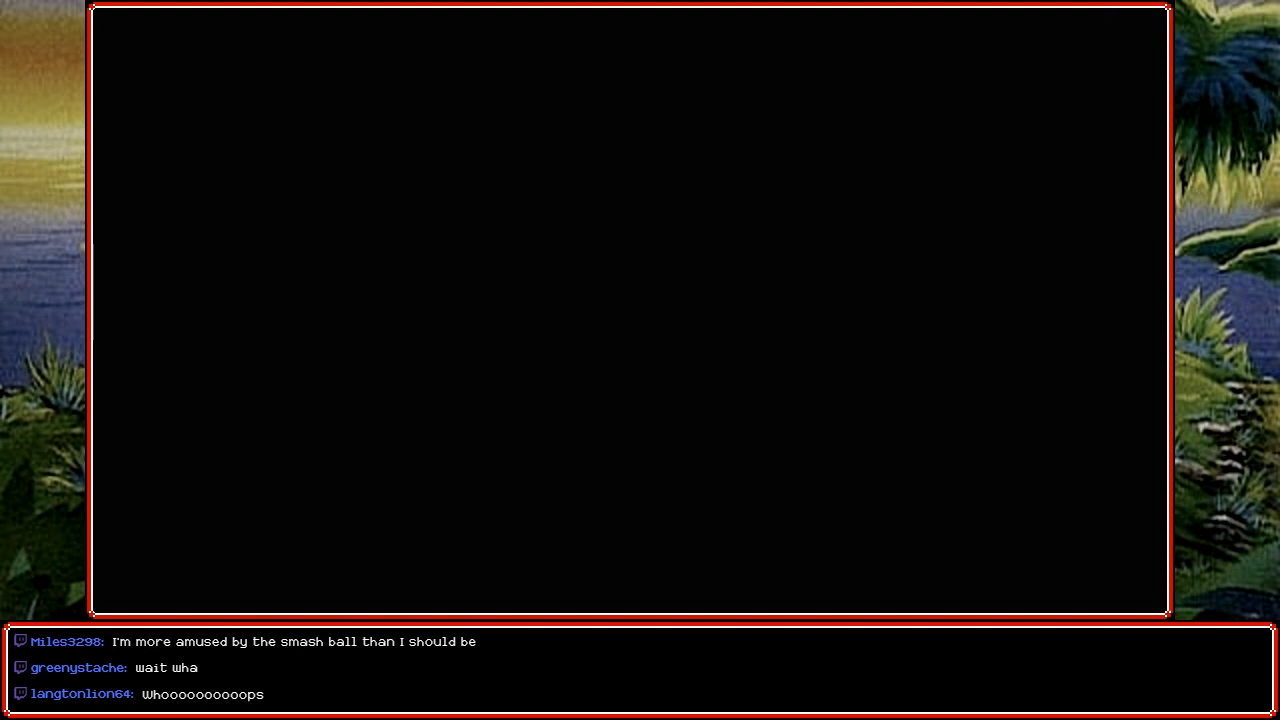 Miles3298: I'm more amused by the smash ball than I should be
greenystache: wait wha
langtonlion64: Whoooooooooops